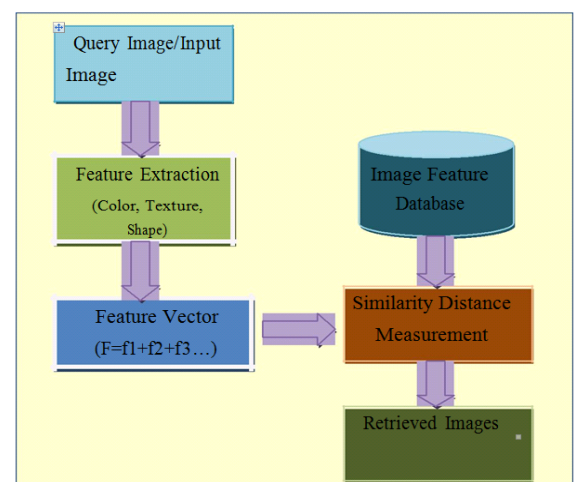 Query Image/Input
Image
Feature Extraction
(Color, Texture,
Shape)
Feature Vector
(F=f1+f2+f3...)
Image Feature
Database
Similarity Distance
Measurement
Retrieved Images